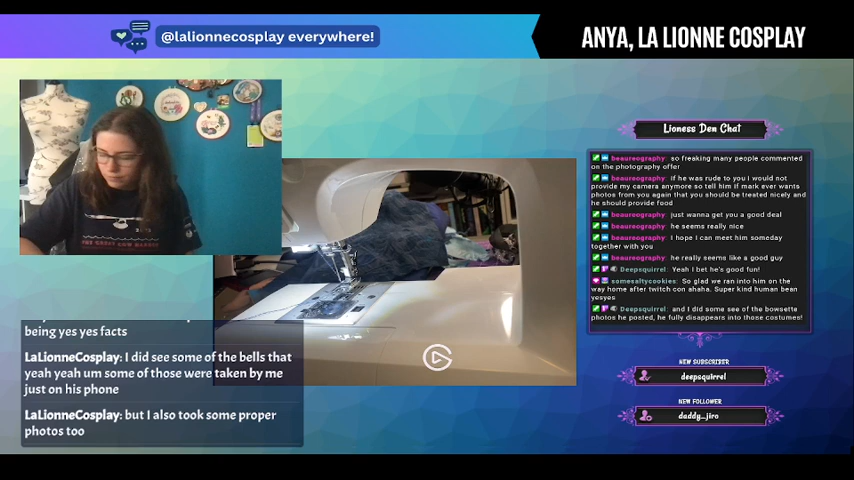 @lalionnecosplay everywhere!
ANYA, LA LIONNE COSPLAY
Lioness Den Chat
beaureography: so freaking many people commented
on the photography offer
beaureography: if he was rude to you i would not
provide my camera anymore so tell him if mark ever wants
photos from you again that you should be treated nicely and
he should provide food
beaureography: just wanna get you a good deal
beaureography: he seems really nice
beaureography: I hope I can meet him someday
together with you
beaureography: he really seems like a good guy
Deepsquirrel: Yeah I bet he's good fun!
somesaltycookies: So glad we ran into him on the
way home after twitch con ahaha. Super kind human bean
yesyes
Deepsquirrel: and I did see some of the bowsette
photos he posted, he fully disappears into those costumes!
being yes yes facts
LaLionneCosplay: I did see some of the bells that
yeah yeah um some of those were taken by me
just on his phone
LaLionneCosplay: but I also took some proper
photos too
NEW SUBSCRIBER
deepsquirrel
NEW FOLLOWER
daddy_jiro